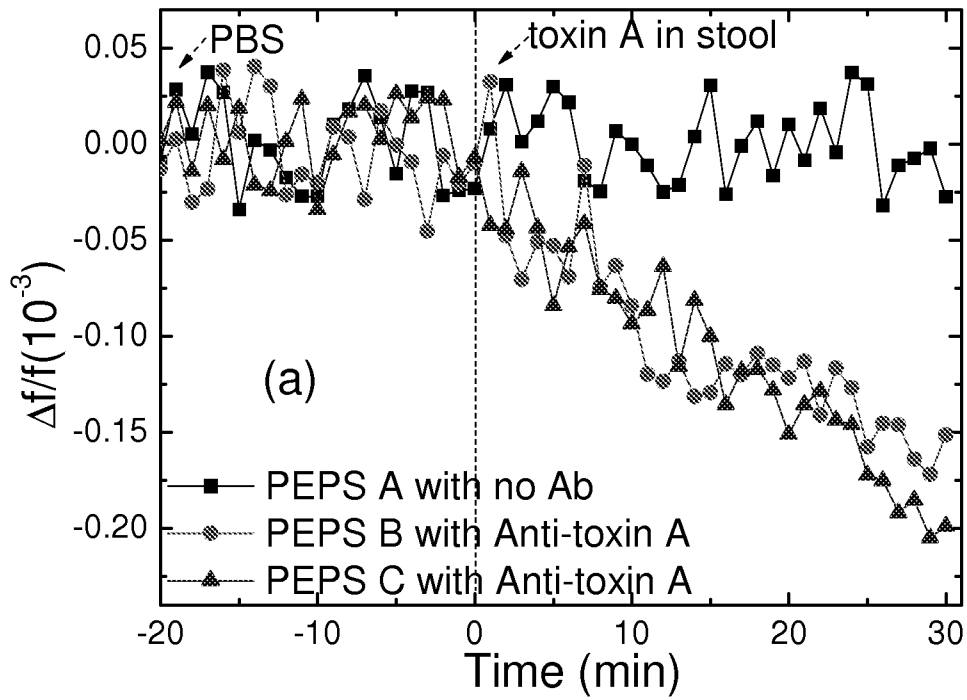 PBS
toxin A in stool
0.05
0.00
-0.05
-0.10
-0.15
-0.20
Δf/f(10⁻³)
(a)
PEPS A with no Ab
PEPS B with Anti-toxin A
PEPS C with Anti-toxin A
-20 -10 0 10 20 30
Time (min)